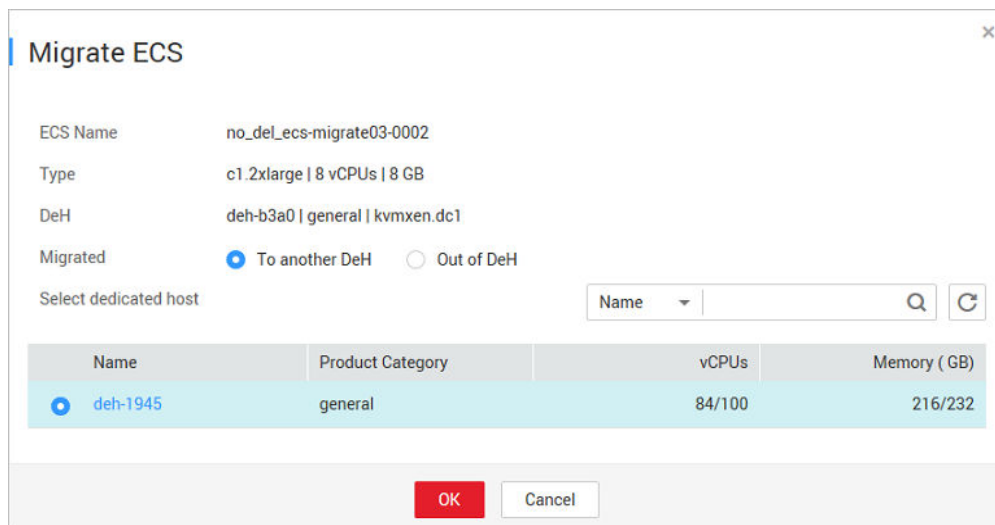 Migrate ECS
ECS Name no_del_ecs-migrate03-0002
Type c1.2xlarge | 8 vCPUs | 8 GB
DeH deh-b3a0 | general | kvmxen.dc1
Migrated To another DeH Out of DeH
Select dedicated host Name
Name Product Category vCPUs Memory ( GB)
deh-1945 general 84/100 216/232
OK Cancel